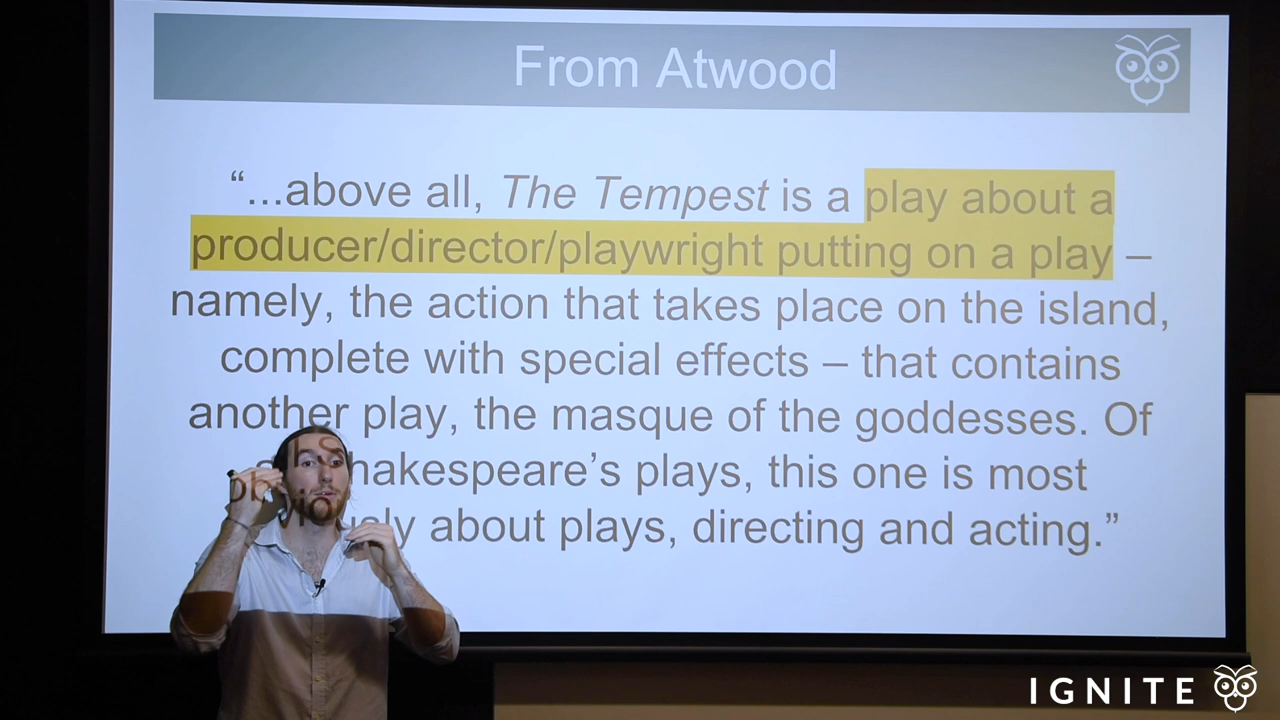 From Atwood
“...above all, The Tempest is a play about a
producer/director/playwright putting on a play –
namely, the action that takes place on the island,
complete with special effects – that contains
another play, the masque of the goddesses. Of
all Shakespeare’s plays, this one is most
obviously about plays, directing and acting.”
IGNITE